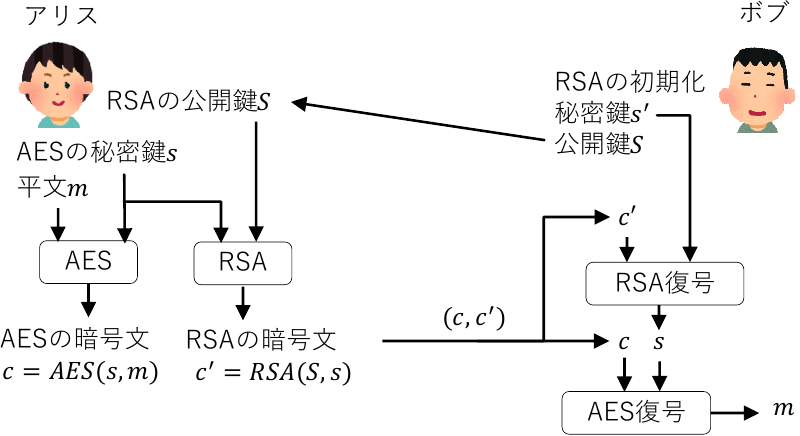 アリス
ボブ
RSAの公開鍵S
RSAの初期化
秘密鍵s′
公開鍵S
AESの秘密鍵s
平文m
AES
RSA
c′
RSA復号
AESの暗号文
c = AES(s,m)
RSAの暗号文
c′ = RSA(S,s)
(c,c′)
c
s
AES復号
m